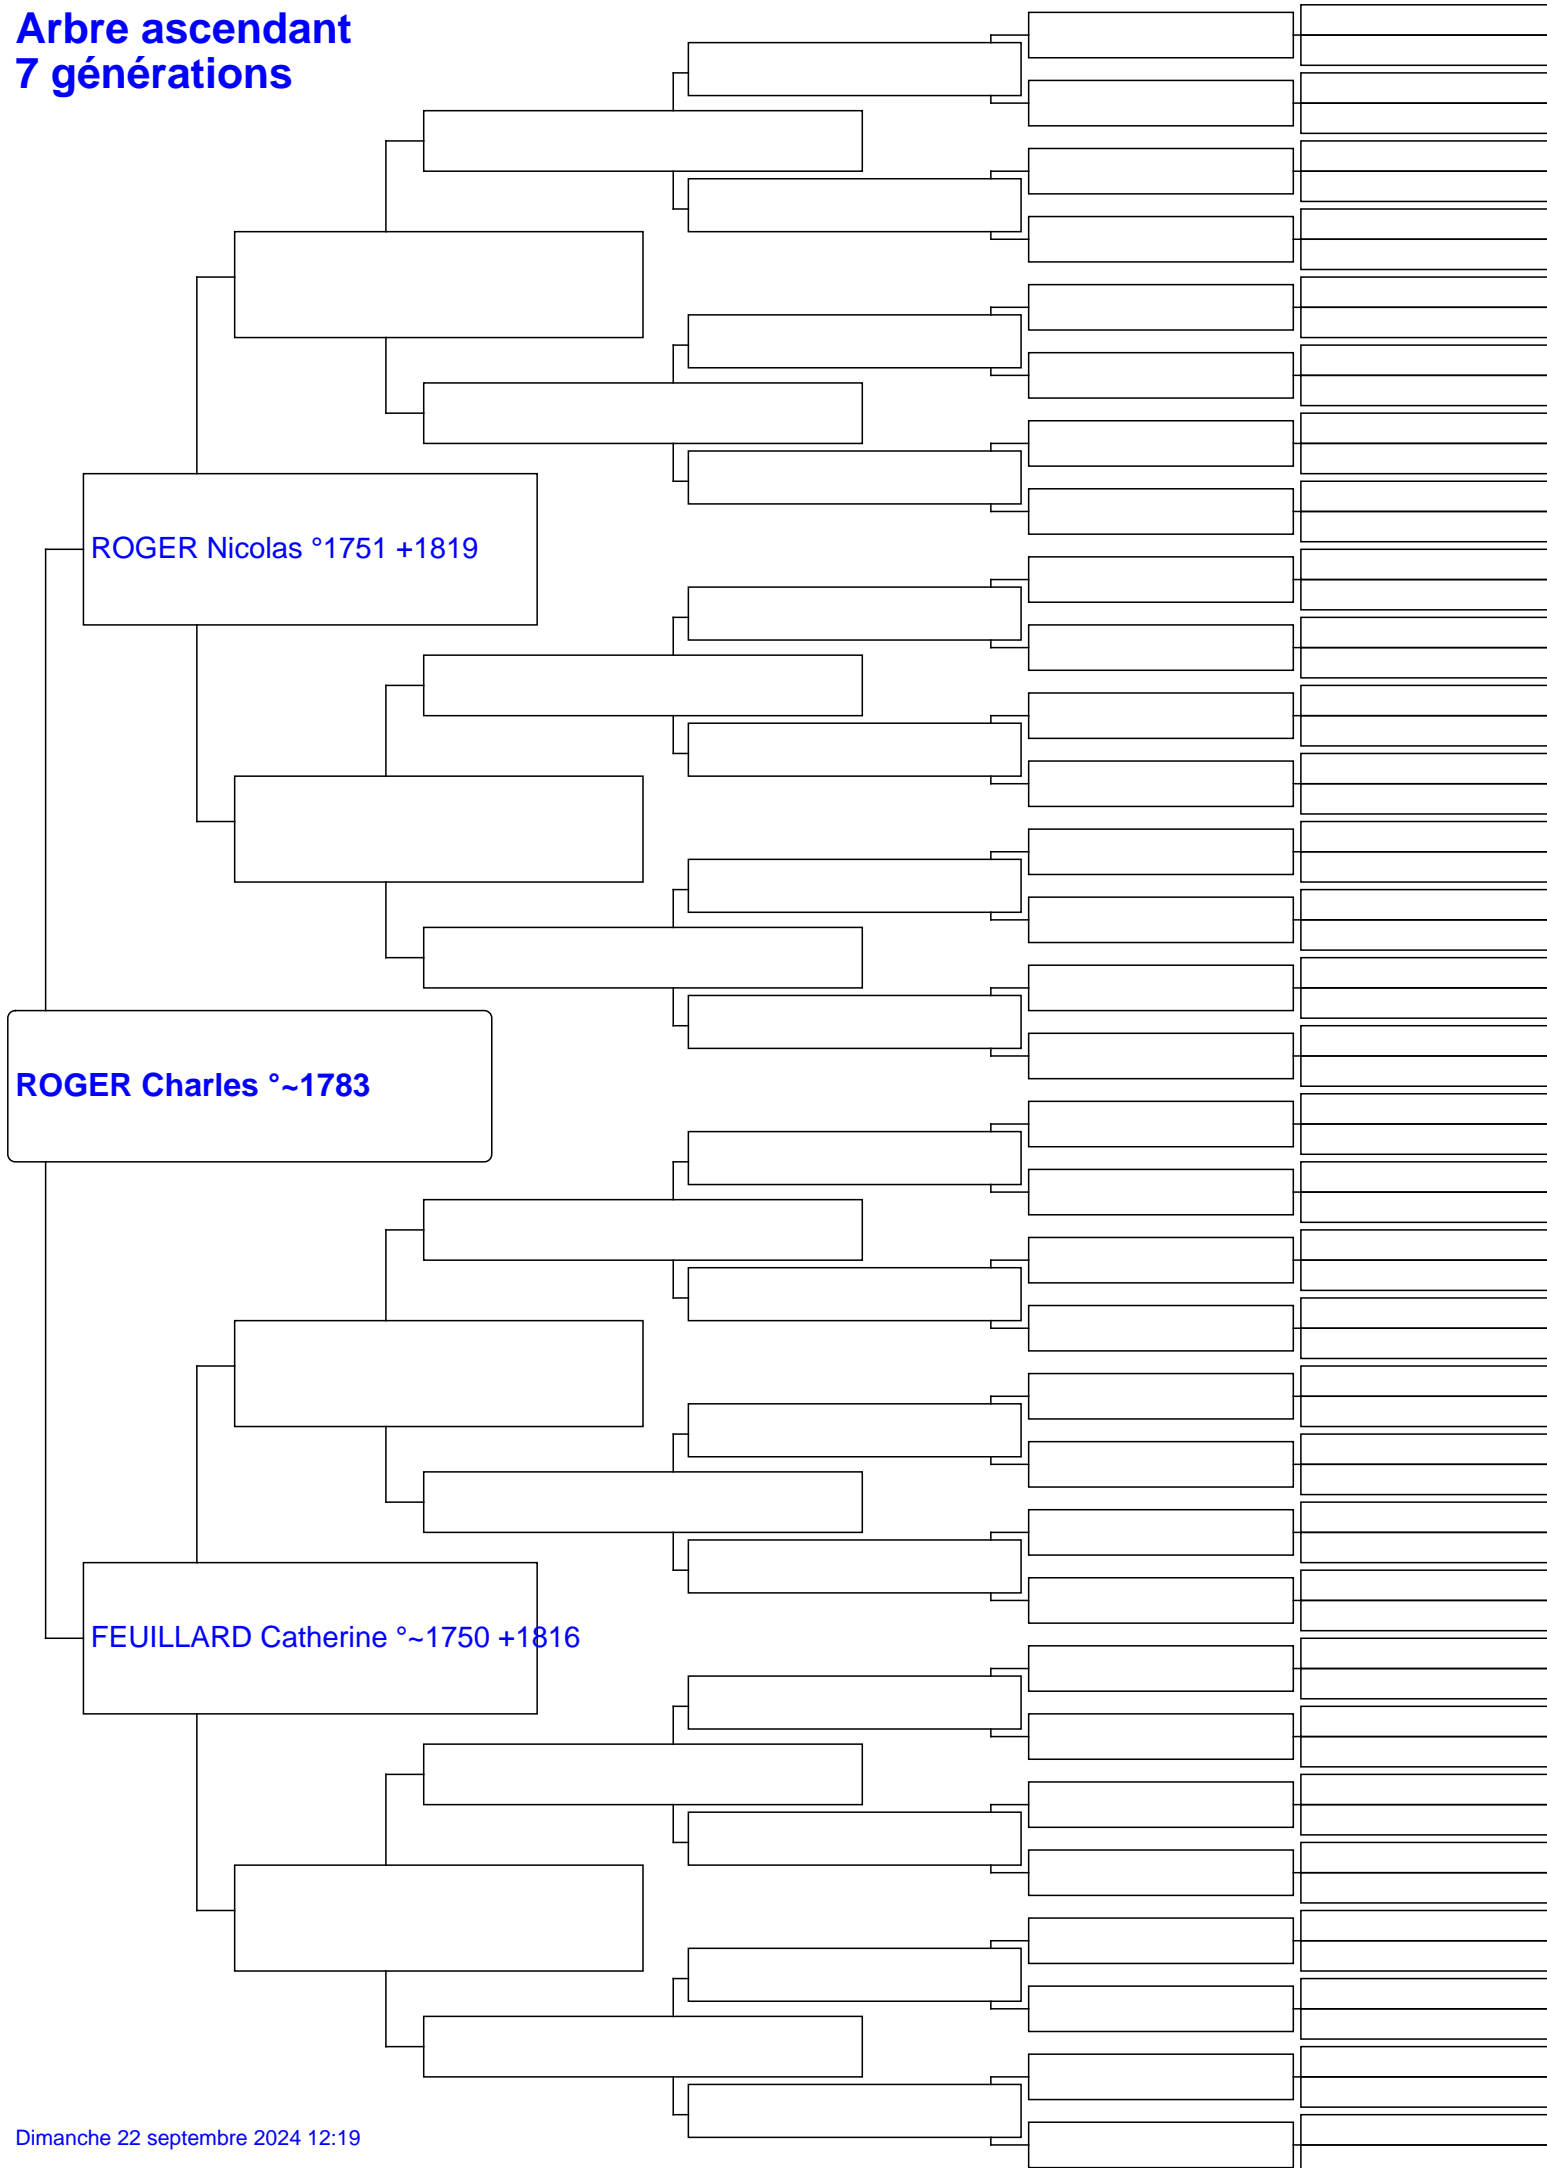 Arbre ascendant
7 générations
ROGER Nicolas °1751 +1819
ROGER Charles °~1783
FEUILLARD Catherine °~1750 +1816
Dimanche 22 septembre 2024 12:19